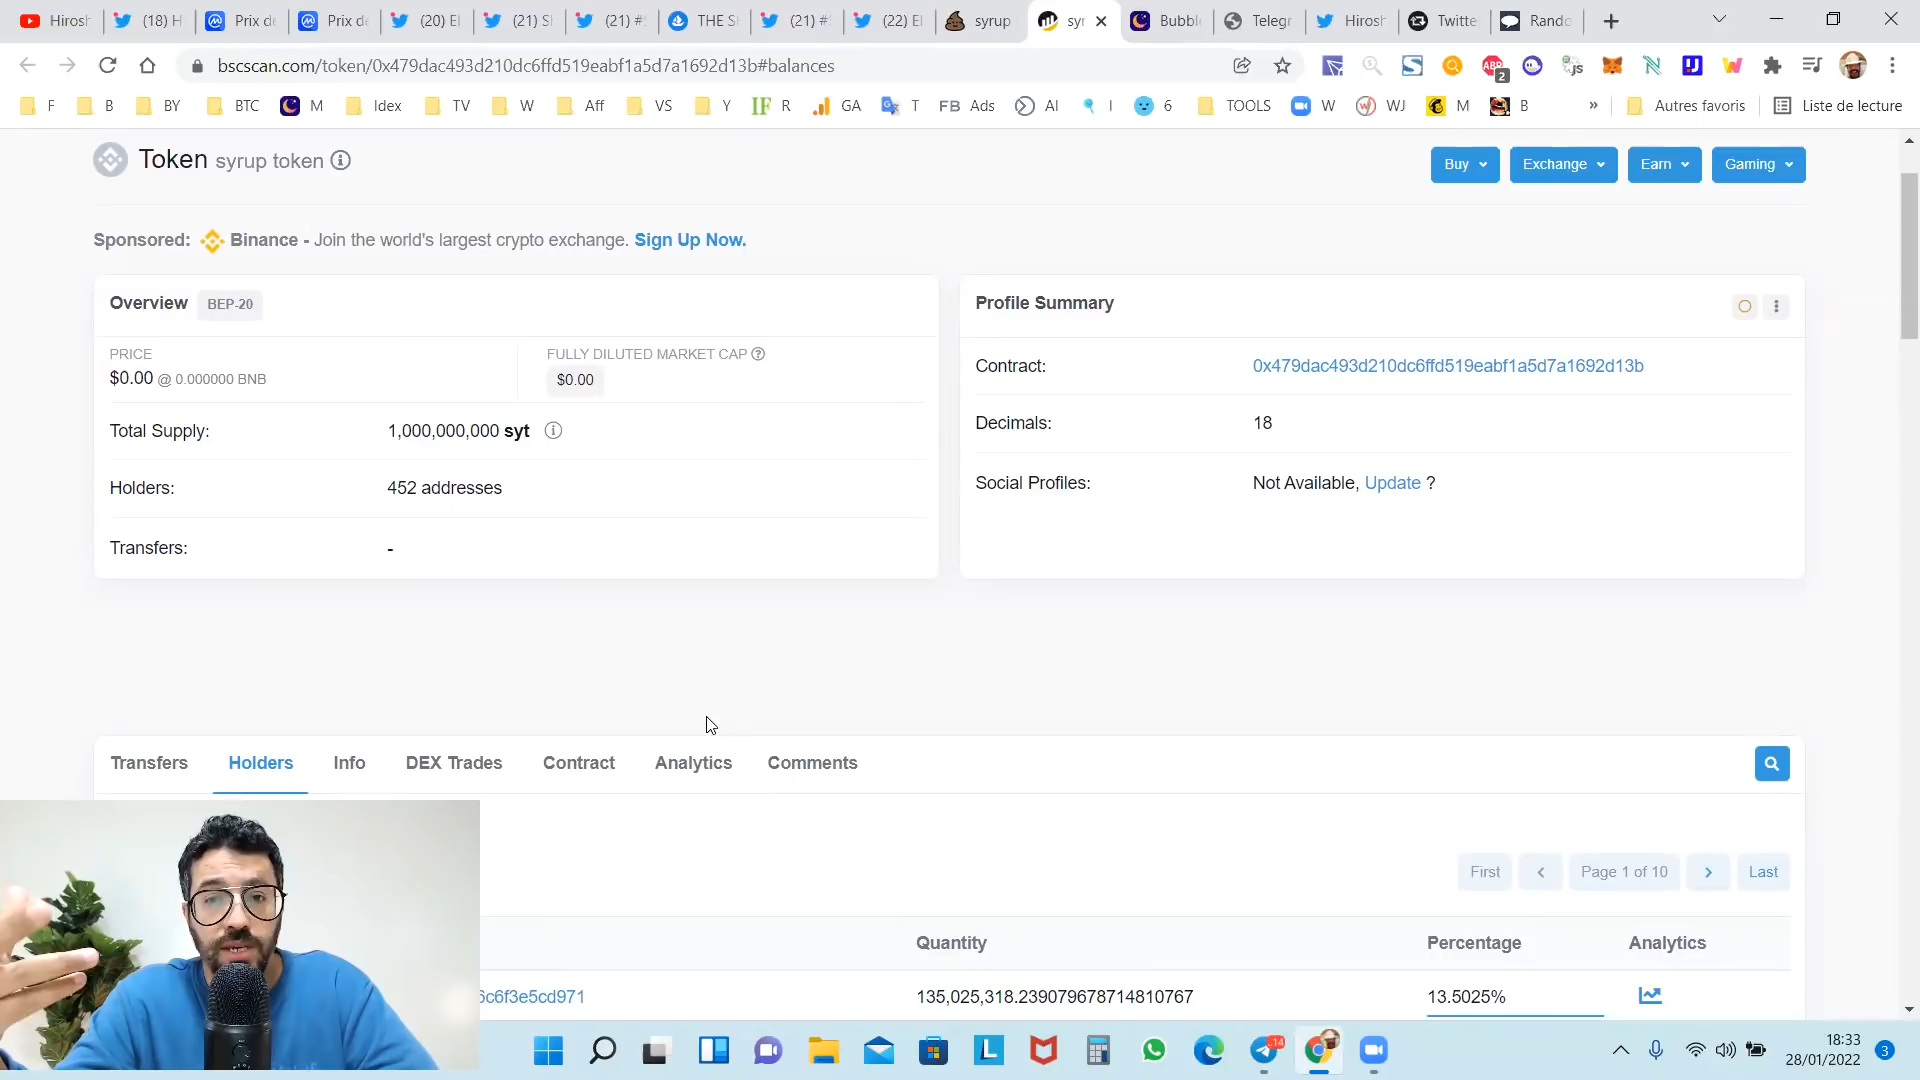 Hirosh (18) H Prix de Prix de (20) El (21) Sl (21) #! THE SI (21) #: (22) El syrup syr Bubbl Telegr Hirosh Twitte Rando
bscscan.com/token/0x479dac493d210dc6ffd519eabf1a5d7a1692d13b#balances
F B BY BTC M Idex TV W Aff VS Y IF R GA T FB Ads AI I 6 TOOLS W WJ M B » Autres favoris Liste de lecture
Token syrup token
Buy Exchange Earn Gaming
Sponsored: Binance - Join the world's largest crypto exchange. Sign Up Now.
Overview BEP-20
PRICE
$0.00 @ 0.000000 BNB
FULLY DILUTED MARKET CAP
$0.00
Total Supply: 1,000,000,000 syt
Holders: 452 addresses
Transfers: -
Profile Summary
Contract: 0x479dac493d210dc6ffd519eabf1a5d7a1692d13b
Decimals: 18
Social Profiles: Not Available, Update ?
Transfers Holders Info DEX Trades Contract Analytics Comments
First Page 1 of 10 Last
Quantity Percentage Analytics
6c6f3e5cd971 135,025,318.239079678714810767 13.5025%
18:33
28/01/2022
3